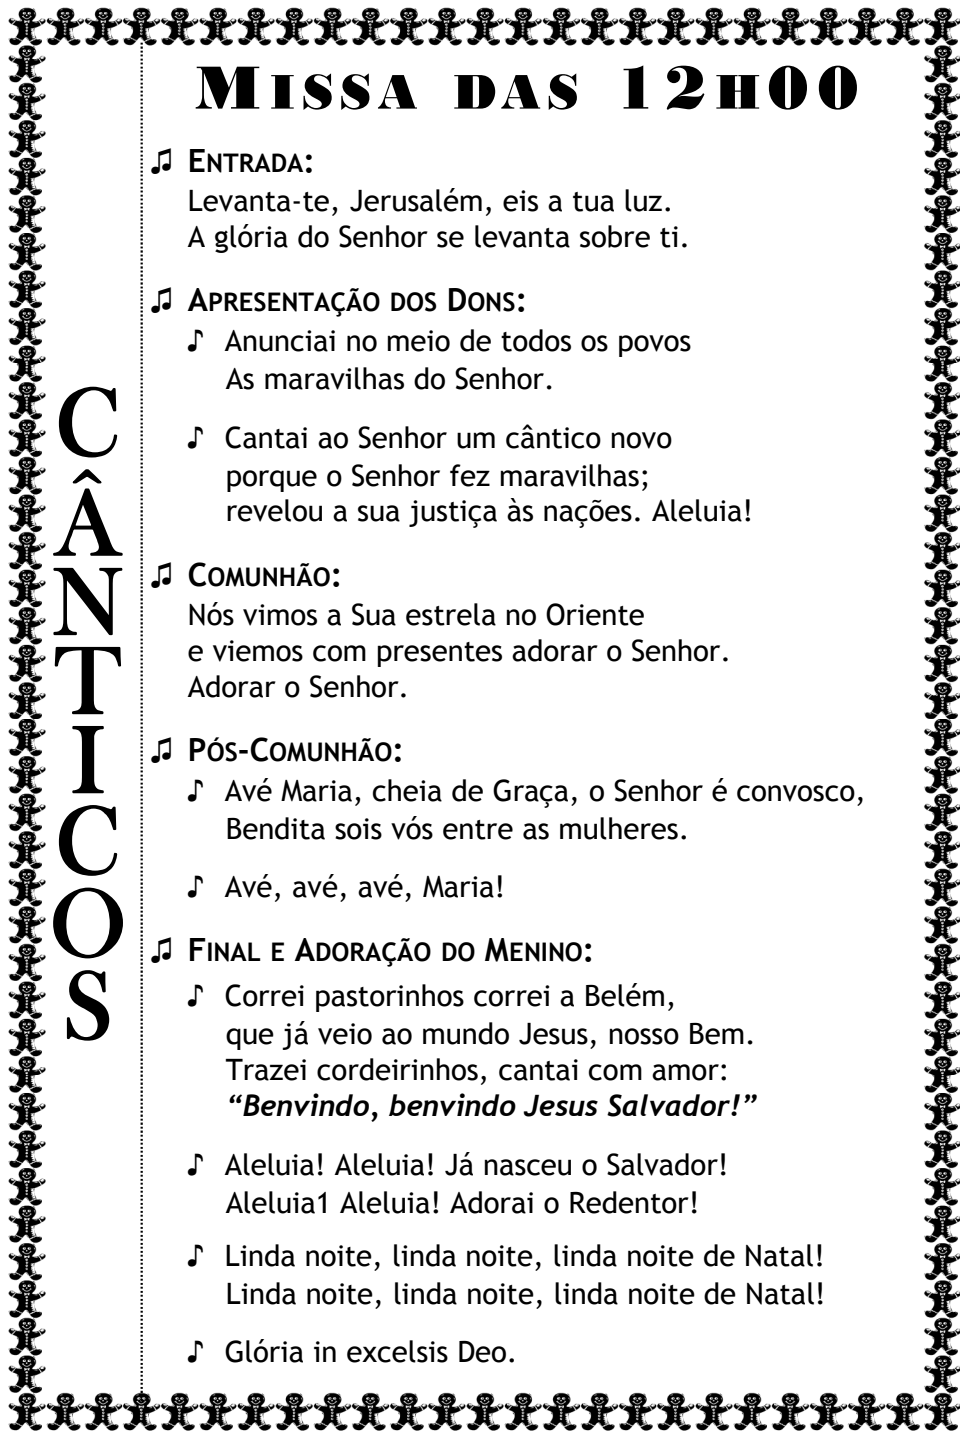 MISSA DAS 12H00
CÂNTICOS
♫ ENTRADA:
Levanta-te, Jerusalém, eis a tua luz.
A glória do Senhor se levanta sobre ti.
♫ APRESENTAÇÃO DOS DONS:
♪ Anunciai no meio de todos os povos
As maravilhas do Senhor.
♪ Cantai ao Senhor um cântico novo
porque o Senhor fez maravilhas;
revelou a sua justiça às nações. Aleluia!
♫ COMUNHÃO:
Nós vimos a Sua estrela no Oriente
e viemos com presentes adorar o Senhor.
Adorar o Senhor.
♫ PÓS-COMUNHÃO:
♪ Avé Maria, cheia de Graça, o Senhor é convosco,
Bendita sois vós entre as mulheres.
♪ Avé, avé, avé, Maria!
♫ FINAL E ADORAÇÃO DO MENINO:
♪ Correi pastorinhos correi a Belém,
que já veio ao mundo Jesus, nosso Bem.
Trazei cordeirinhos, cantai com amor:
“Benvindo, benvindo Jesus Salvador!”
♪ Aleluia! Aleluia! Já nasceu o Salvador!
Aleluia1 Aleluia! Adorai o Redentor!
♪ Linda noite, linda noite, linda noite de Natal!
Linda noite, linda noite, linda noite de Natal!
♪ Glória in excelsis Deo.